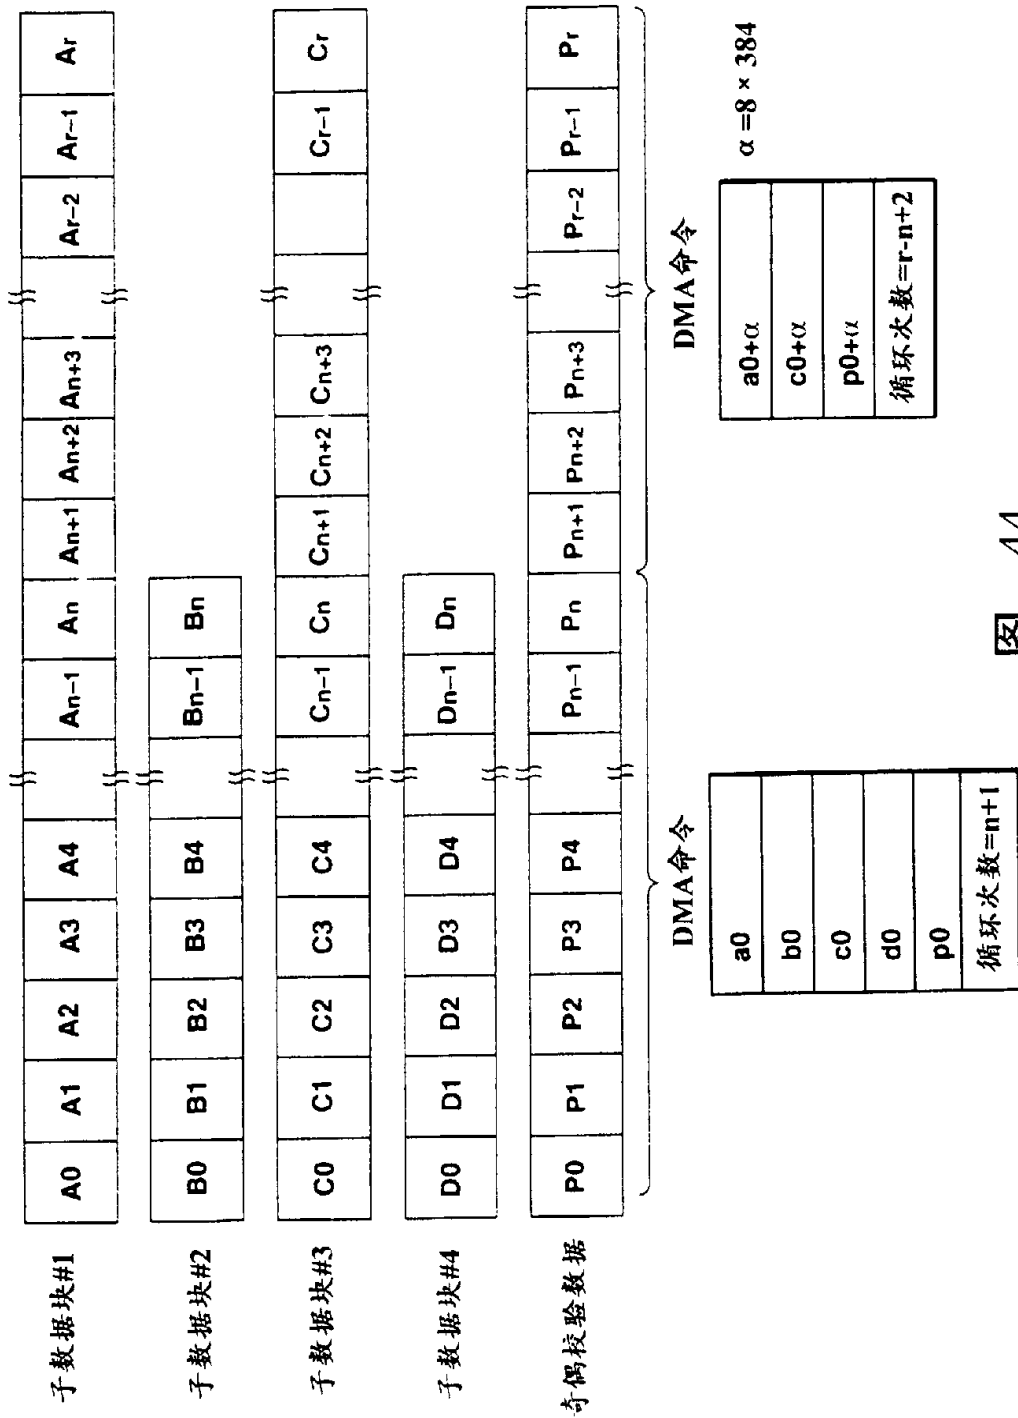 子数据块#1 A0 A1 A2 A3 A4 An-1 An An+1 An+2 An+3 Ar-2 Ar-1 Ar
子数据块#2 B0 B1 B2 B3 B4 Bn-1 Bn
子数据块#3 C0 C1 C2 C3 C4 Cn-1 Cn Cn+1 Cn+2 Cn+3 Cr-1 Cr
子数据块#4 D0 D1 D2 D3 D4 Dn-1 Dn
奇偶校验数据 P0 P1 P2 P3 P4 Pn-1 Pn Pn+1 Pn+2 Pn+3 Pr-2 Pr-1 Pr
DMA命令
a0
b0
c0
d0
p0
循环次数=n+1
DMA命令
a0+α
c0+α
p0+α
循环次数=r-n+2
α=8×384
图 44